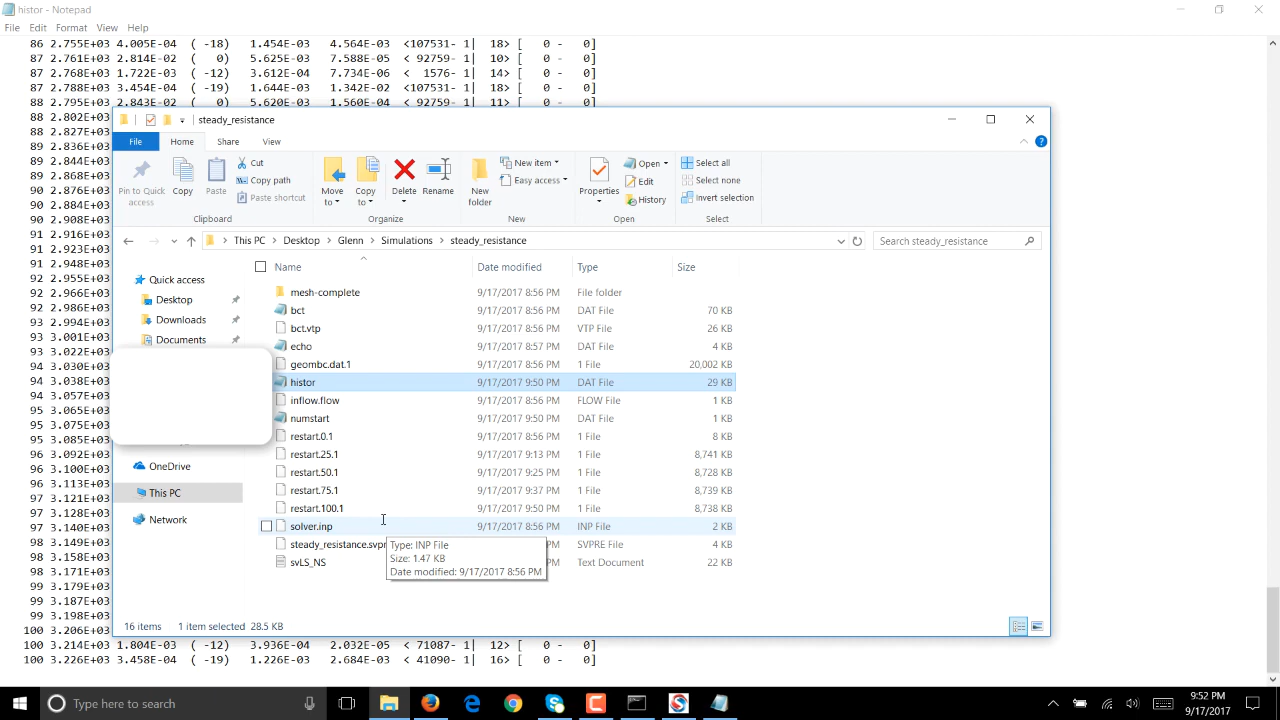 histor - Notepad
File Edit Format View Help
86 2.755E+03 4.005E-04 ( -18) 1.454E-03 4.564E-03 <107531- 1| 18> [ 0 - 0]
87 2.761E+03 2.814E-02 ( 0) 5.625E-03 7.588E-05 < 92759- 1| 10> [ 0 - 0]
87 2.768E+03 1.722E-03 ( -12) 3.612E-04 7.734E-06 < 1576- 1| 14> [ 0 - 0]
87 2.788E+03 3.454E-04 ( -19) 1.644E-03 1.342E-02 <107531- 1| 18> [ 0 - 0]
88 2.795E+03 2.843E-02 ( 0) 5.620E-03 1.560E-04 < 92759- 1| 11> [ 0 - 0]
88 2.802E+03
88 2.827E+03
89 2.836E+03
89 2.844E+03
89 2.868E+03
90 2.876E+03
90 2.884E+03
90 2.908E+03
91 2.916E+03
91 2.923E+03
91 2.948E+03
92 2.955E+03
92 2.966E+03
92 2.986E+03
93 2.994E+03
93 3.001E+03
93 3.022E+03
94 3.030E+03
94 3.038E+03
94 3.057E+03
95 3.065E+03
95 3.075E+03
95 3.085E+03
96 3.092E+03
96 3.100E+03
96 3.113E+03
97 3.121E+03
97 3.128E+03
97 3.140E+03
98 3.149E+03
98 3.158E+03
98 3.171E+03
99 3.179E+03
99 3.187E+03
99 3.198E+03
100 3.206E+03
100 3.214E+03 1.804E-03 ( -12) 3.936E-04 2.032E-05 < 71087- 1| 12> [ 0 - 0]
100 3.226E+03 3.458E-04 ( -19) 1.226E-03 2.684E-03 < 41090- 1| 16> [ 0 - 0]
steady_resistance
File Home Share View
Pin to Quick access
Copy
Paste
Cut
Copy path
Paste shortcut
Clipboard
Move to
Copy to
Delete
Rename
Organize
New folder
New item
Easy access
New
Properties
Open
Edit
History
Open
Select all
Select none
Invert selection
Select
This PC > Desktop > Glenn > Simulations > steady_resistance
Search steady_resistance
Quick access
Desktop
Downloads
Documents
OneDrive
This PC
Network
Name Date modified Type Size
mesh-complete 9/17/2017 8:56 PM File folder
bct 9/17/2017 8:56 PM DAT File 70 KB
bct.vtp 9/17/2017 8:56 PM VTP File 26 KB
echo 9/17/2017 8:57 PM DAT File 4 KB
geombc.dat.1 9/17/2017 8:56 PM 1 File 20,002 KB
histor 9/17/2017 9:50 PM DAT File 29 KB
inflow.flow 9/17/2017 8:56 PM FLOW File 1 KB
numstart 9/17/2017 9:50 PM DAT File 1 KB
restart.0.1 9/17/2017 8:56 PM 1 File 8 KB
restart.25.1 9/17/2017 9:13 PM 1 File 8,741 KB
restart.50.1 9/17/2017 9:25 PM 1 File 8,728 KB
restart.75.1 9/17/2017 9:37 PM 1 File 8,739 KB
restart.100.1 9/17/2017 9:50 PM 1 File 8,738 KB
solver.inp 9/17/2017 8:56 PM INP File 2 KB
steady_resistance.svpr PM SVPRE File 4 KB
svLS_NS PM Text Document 22 KB
Type: INP File
Size: 1.47 KB
Date modified: 9/17/2017 8:56 PM
16 items 1 item selected 28.5 KB
Type here to search
9:52 PM
9/17/2017